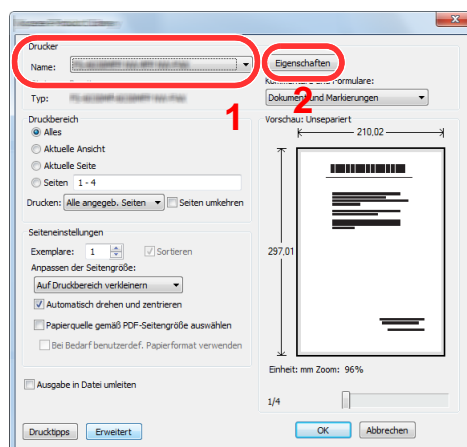 Drucker
Name:
Eigenschaften
Kommentare und Formulare:
Typ:
Dokument und Markierungen
1
2
Druckbereich
Alles
Aktuelle Ansicht
Aktuelle Seite
Seiten 1 - 4
Drucken: Alle angegeb. Seiten Seiten umkehren
Vorschau: Unsepariert
210,02
297,01
Seiteneinstellungen
Exemplare: 1 Sortieren
Anpassen der Seitengröße:
Auf Druckbereich verkleinern
Automatisch drehen und zentrieren
Papierquelle gemäß PDF-Seitengröße auswählen
Bei Bedarf benutzerdef. Papierformat verwenden
Einheit: mm Zoom: 96%
Ausgabe in Datei umleiten
1/4
Drucktipps Erweitert OK Abbrechen